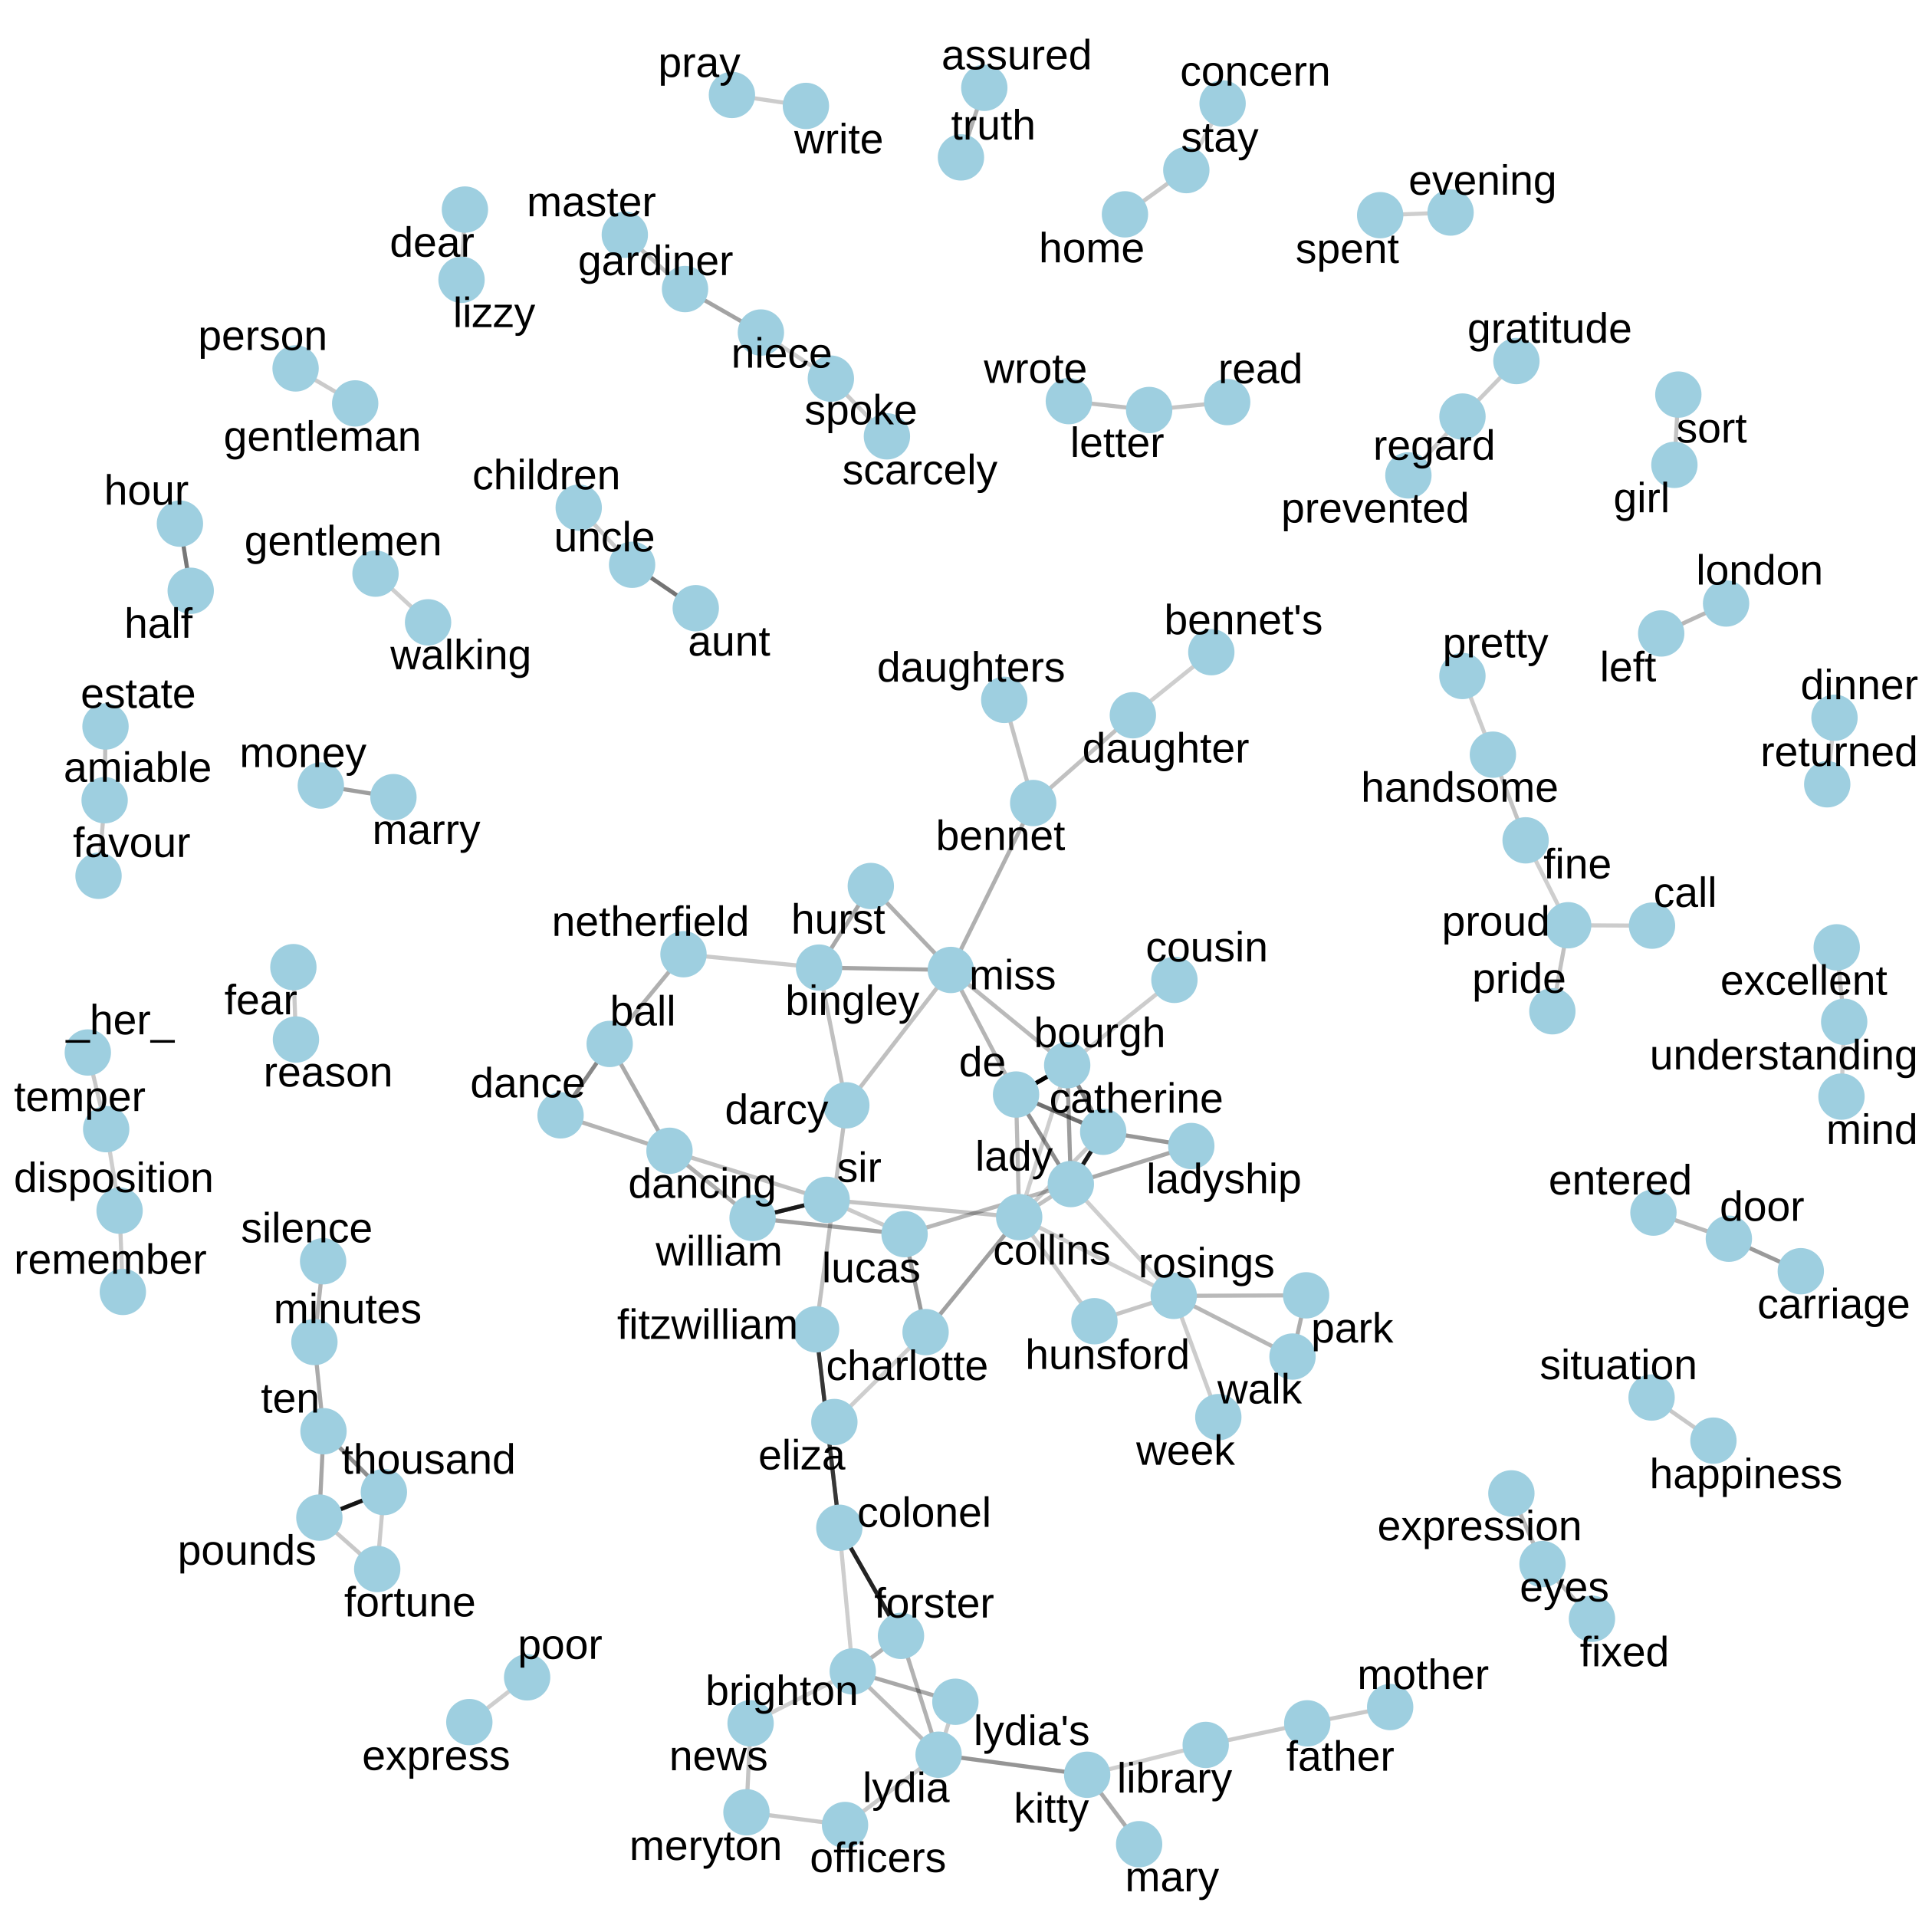 assured
pray
concern
truth
write
stay
evening
master
dear
gardiner
home
spent
lizzy
person
gratitude
niece
wrote
read
spoke
sort
gentleman
letter
regard
scarcely
children
hour
girl
prevented
uncle
gentlemen
london
half
bennet's
aunt
pretty
walking
daughters
left
dinner
estate
daughter
returned
money
amiable
handsome
marry
bennet
favour
fine
call
netherfield
hurst
proud
cousin
miss
pride
excellent
fear
bingley
ball
_her_
bourgh
understanding
de
reason
dance
temper
catherine
darcy
mind
lady
sir
disposition
dancing
ladyship
entered
door
silence
william
collins
remember
rosings
lucas
minutes
carriage
fitzwilliam
park
hunsford
charlotte
situation
walk
ten
week
eliza
thousand
happiness
colonel
expression
pounds
eyes
fortune
forster
poor
fixed
mother
brighton
lydia's
express
news
father
library
lydia
kitty
meryton
officers
mary